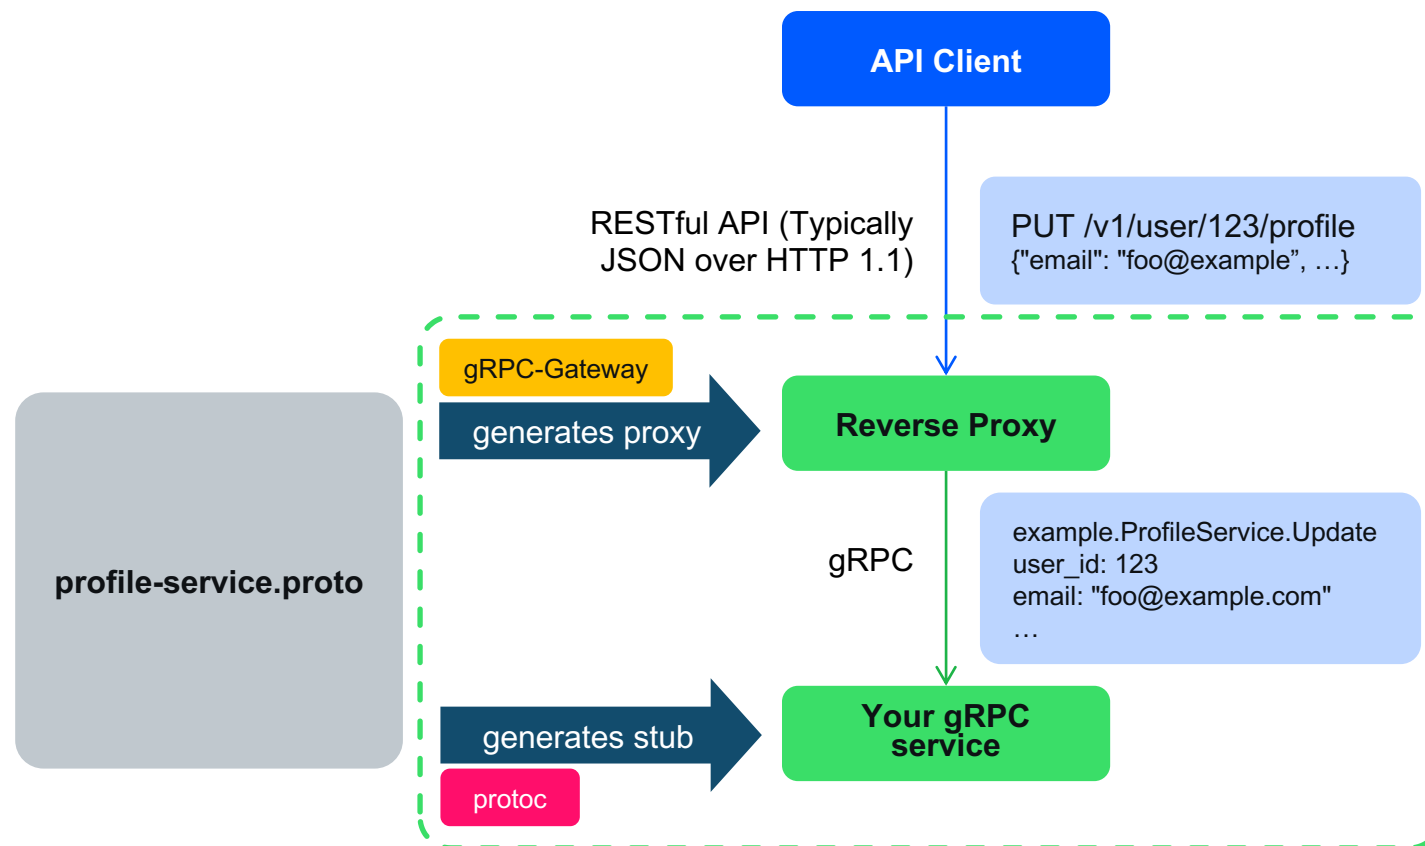 API Client
RESTful API (Typically
JSON over HTTP 1.1)
PUT /v1/user/123/profile
{"email": "foo@example”, …}
gRPC-Gateway
generates proxy
Reverse Proxy
profile-service.proto
gRPC
example.ProfileService.Update
user_id: 123
email: "foo@example.com"
…
generates stub
protoc
Your gRPC
service